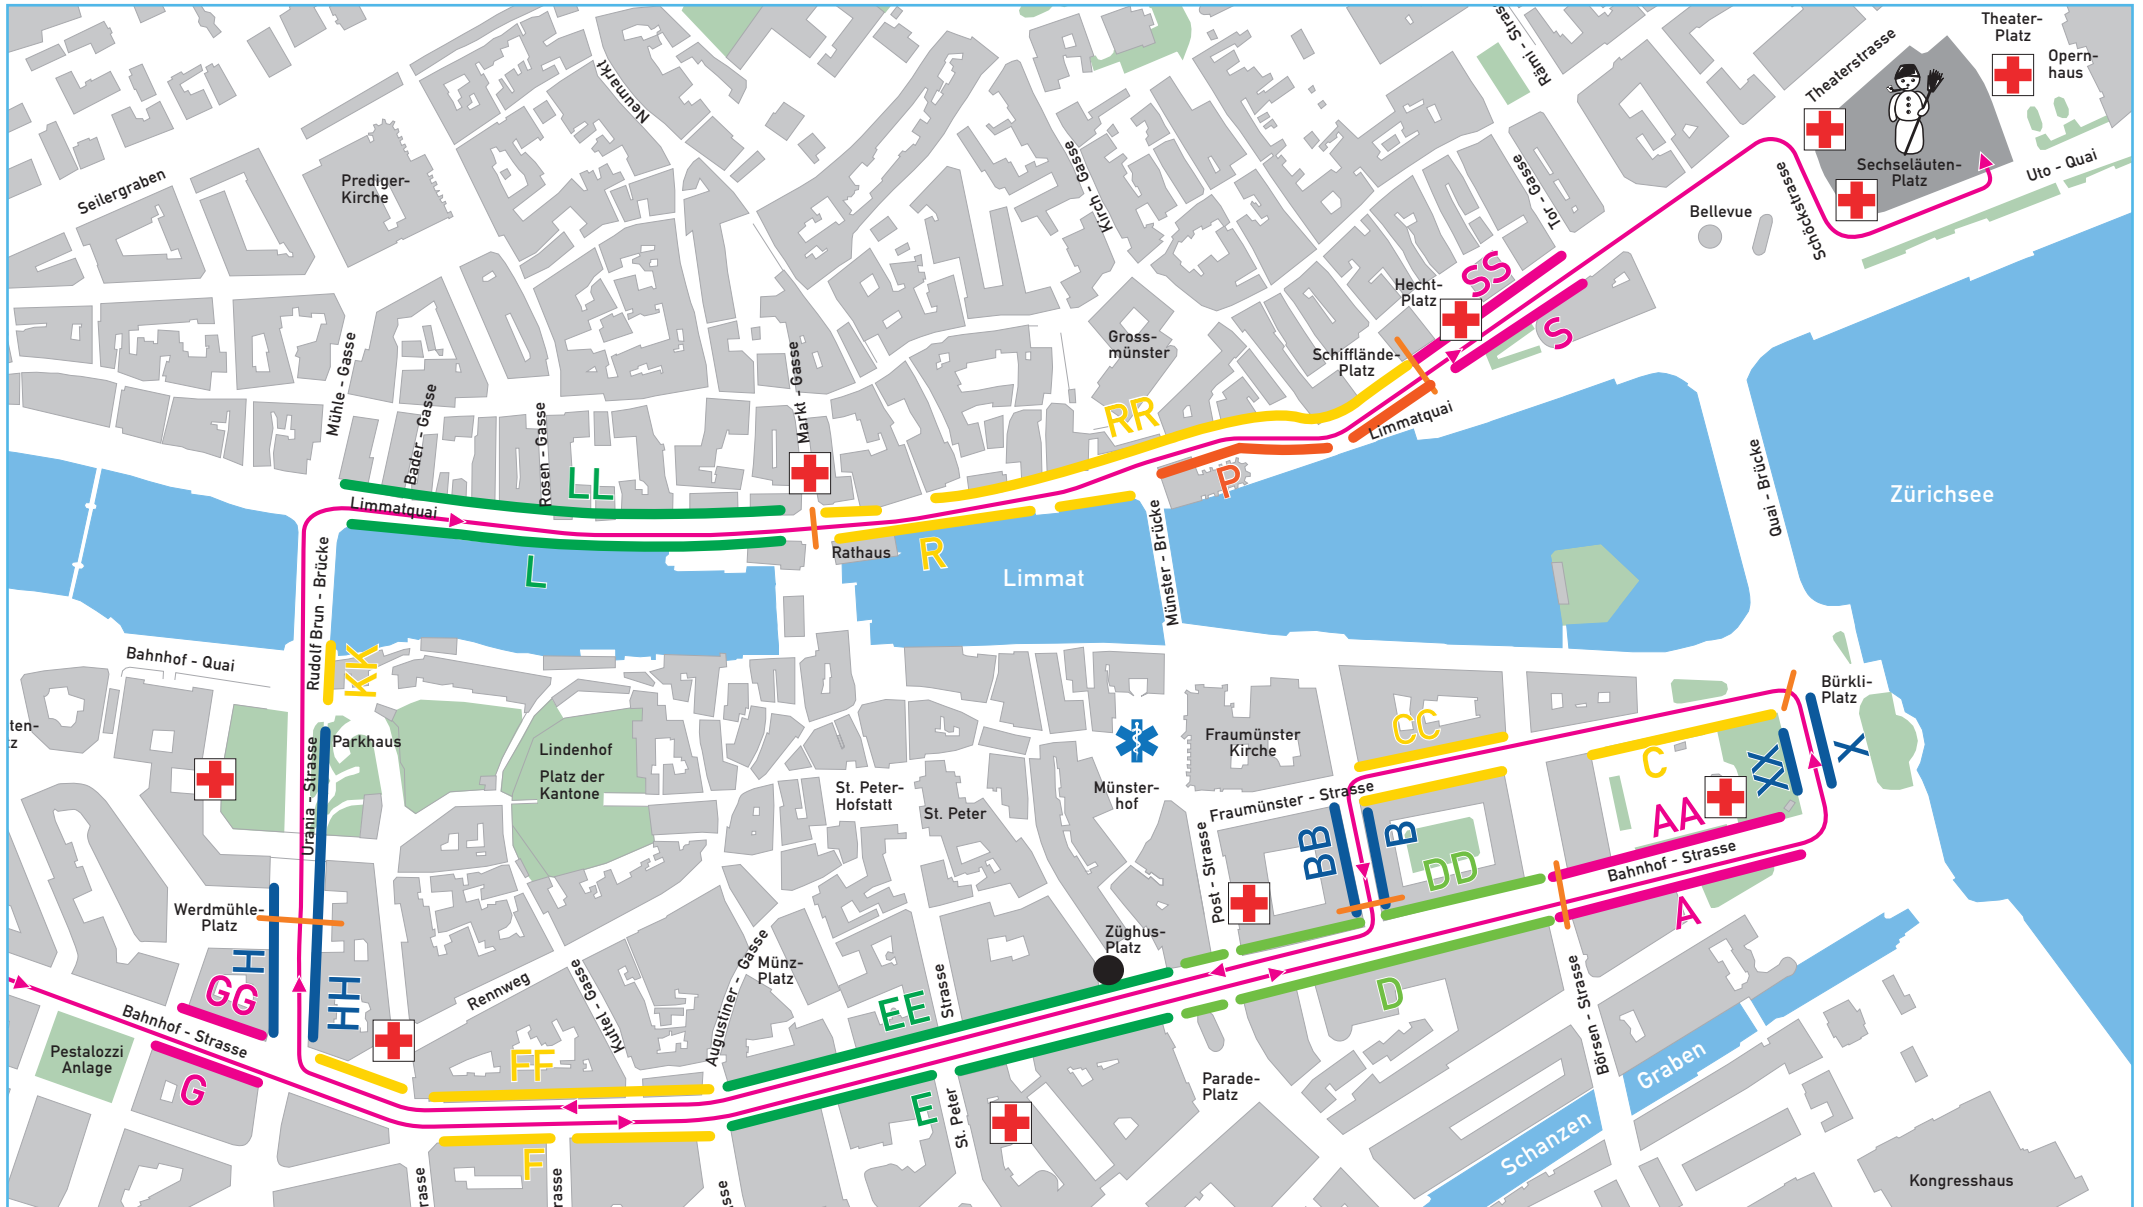 Theater-
Platz
Opern-
haus
Theaterstrasse
Rämi - Strasse
Neumarkt
Sechseläuten-
Platz
Uto - Quai
Schöckstrasse
Bellevue
Tor - Gasse
Kirch - Gasse
Seilergraben
Prediger-
Kirche
Hecht-
Platz
SS
S
Gross-
münster
Schifflände-
Platz
Mühle - Gasse
Bader - Gasse
Rosen - Gasse
Markt - Gasse
RR
Limmatquai
P
LL
Limmatquai
L
Rathaus
R
Limmat
Münster - Brücke
Quai - Brücke
Zürichsee
Rudolf Brun - Brücke
KK
Bahnhof - Quai
ten-
z
Parkhaus
Urania - Strasse
Lindenhof
Platz der
Kantone
St. Peter-
Hofstatt
St. Peter
Münster-
hof
Fraumünster
Kirche
Fraumünster - Strasse
CC
C
Bürkli-
Platz
XX
X
AA
Bahnhof - Strasse
A
BB
B
DD
D
Post - Strasse
Züghus-
Platz
Werdmühle-
Platz
H
HH
GG
G
Bahnhof - Strasse
Pestalozzi
Anlage
Rennweg
Kuttel - Gasse
Augustiner - Gasse
Münz-
Platz
EE
E
Strasse
St. Peter
FF
F
Parade-
Platz
Börsen - Strasse
Graben
Schanzen
Kongresshaus
rasse
rasse
sse